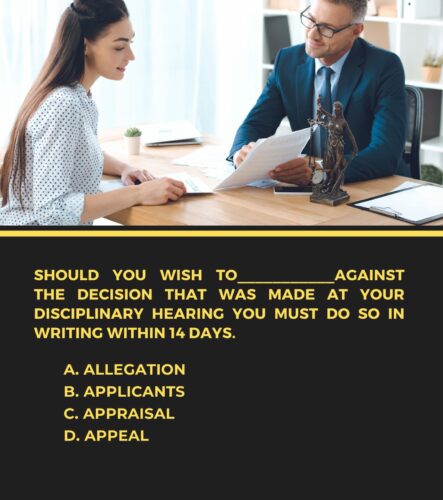 SHOULD YOU WISH TO____________AGAINST
THE DECISION THAT WAS MADE AT YOUR
DISCIPLINARY HEARING YOU MUST DO SO IN
WRITING WITHIN 14 DAYS.
A. ALLEGATION
B. APPLICANTS
C. APPRAISAL
D. APPEAL